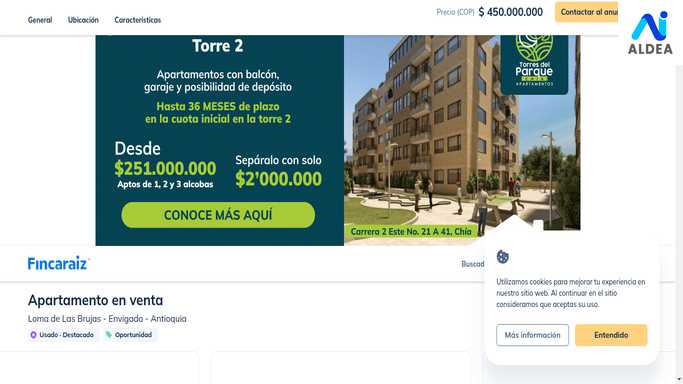 General Ubicación Características
Precio (COP) $ 450.000.000
Contactar al anun
Ai
ALDEA
Torre 2
Apartamentos con balcón,
garaje y posibilidad de depósito
Hasta 36 MESES de plazo
en la cuota inicial en la torre 2
Desde
$251.000.000
Aptos de 1, 2 y 3 alcobas
Sepáralo con solo
$2'000.000
CONOCE MÁS AQUÍ
Torres del
Parque
CHÍA
APARTAMENTOS
Carrera 2 Este No. 21 A 41, Chía
Fincaraiz
Buscad
Apartamento en venta
Loma de Las Brujas - Envigado - Antioquia
Usado · Destacado
Oportunidad
Utilizamos cookies para mejorar tu experiencia en
nuestro sitio web. Al continuar en el sitio
consideramos que aceptas su uso.
Más información
Entendido